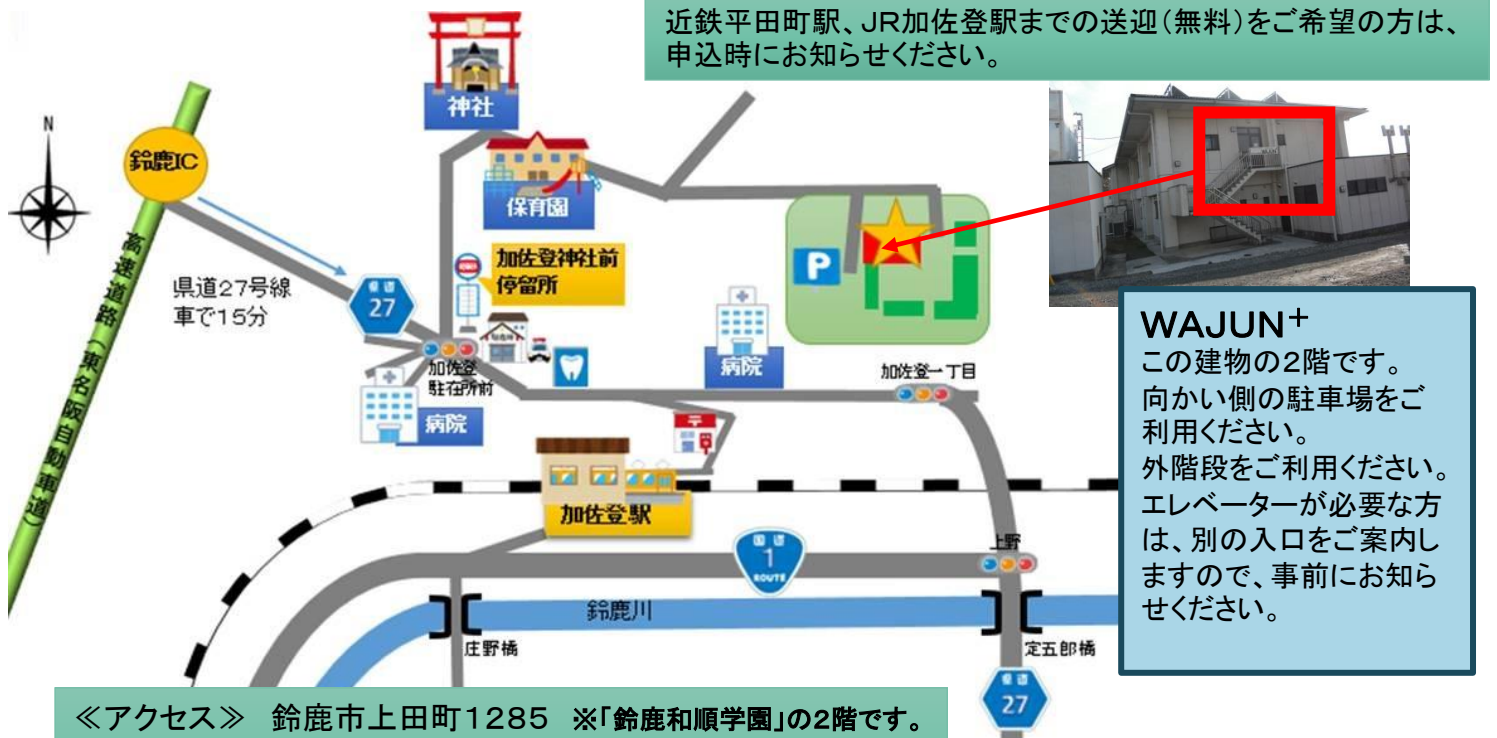 近鉄平田町駅、JR加佐登駅までの送迎(無料)をご希望の方は、
申込時にお知らせください。
神社
N
鈴鹿IC
保育園
加佐登神社前
停留所
P
県道27号線
車で15分
県道
27
高速道路(東名阪自動車道)
加佐登
駐在所前
病院
病院
加佐登一丁目
〒
加佐登駅
国道
1
ROUTE
上野
鈴鹿川
庄野橋
定五郎橋
県道
27
WAJUN+
この建物の2階です。
向かい側の駐車場をご
利用ください。
外階段をご利用ください。
エレベーターが必要な方
は、別の入口をご案内し
ますので、事前にお知ら
せください。
≪アクセス≫ 鈴鹿市上田町1285 ※「鈴鹿和順学園」の2階です。